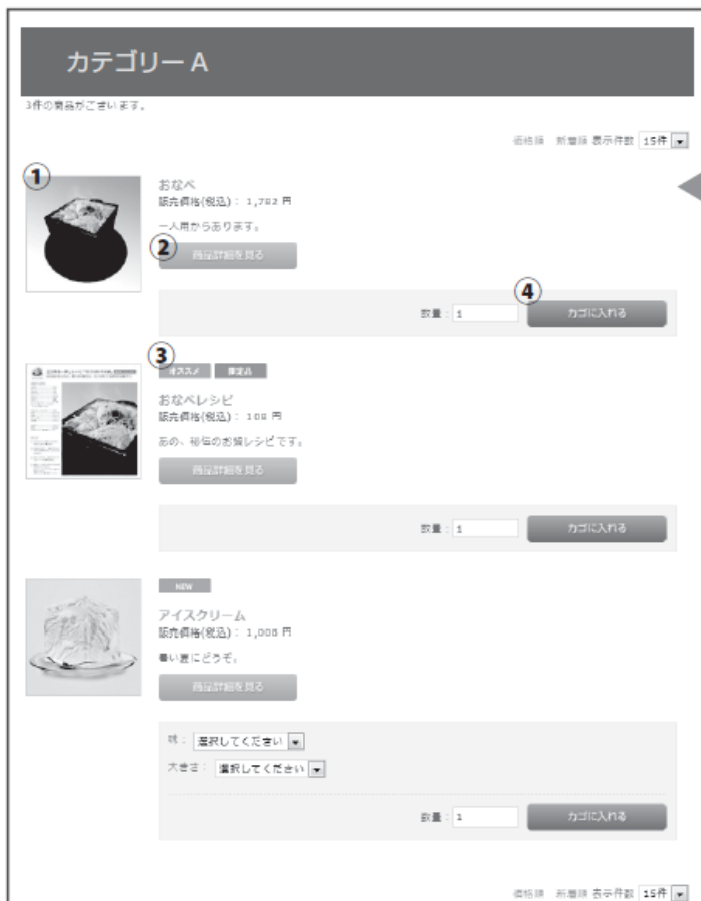 カテゴリー A
3件の商品がございます。
価格順 新着順 表示件数 15件
①
おなべ
販売価格(税込)： 1,782 円
一人用からあります。
② 商品詳細を見る
④
数量： 1 カゴに入れる
③
オススメ 限定品
おなべレシピ
販売価格(税込)： 108 円
あの、秘伝のお鍋レシピです。
商品詳細を見る
数量： 1 カゴに入れる
NEW
アイスクリーム
販売価格(税込)： 1,008 円
暑い夏にどうぞ。
商品詳細を見る
味： 選択してください
大きさ： 選択してください
数量： 1 カゴに入れる
価格順 新着順 表示件数 15件